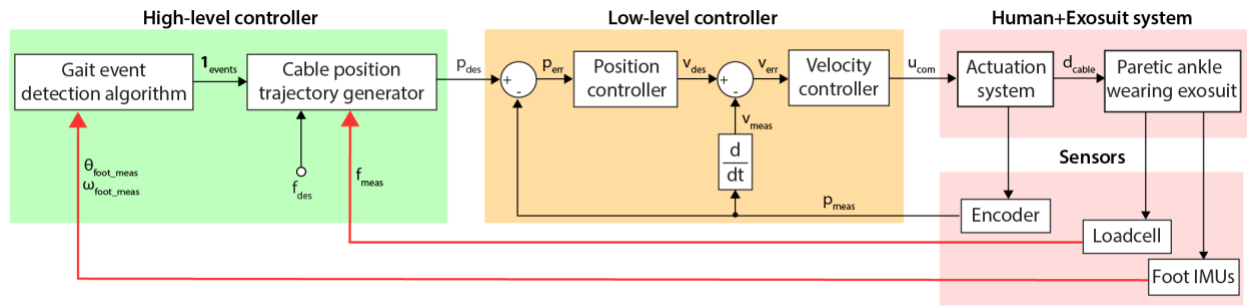 High-level controller
Low-level controller
Human+Exosuit system
Gait event
detection algorithm
1events
Cable position
trajectory generator
pdes
+
-
perr
Position
controller
vdes
+
-
verr
Velocity
controller
ucom
Actuation
system
dcable
Paretic ankle
wearing exosuit
vmeas
d
dt
Sensors
θfoot_meas
ωfoot_meas
fdes
fmeas
pmeas
Encoder
Loadcell
Foot IMUs